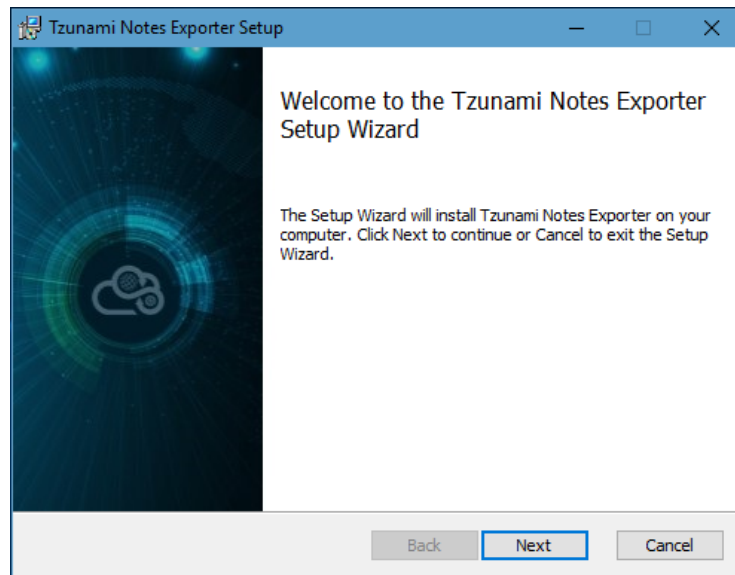 Tzunami Notes Exporter Setup
Welcome to the Tzunami Notes Exporter
Setup Wizard
The Setup Wizard will install Tzunami Notes Exporter on your
computer. Click Next to continue or Cancel to exit the Setup
Wizard.
Back
Next
Cancel